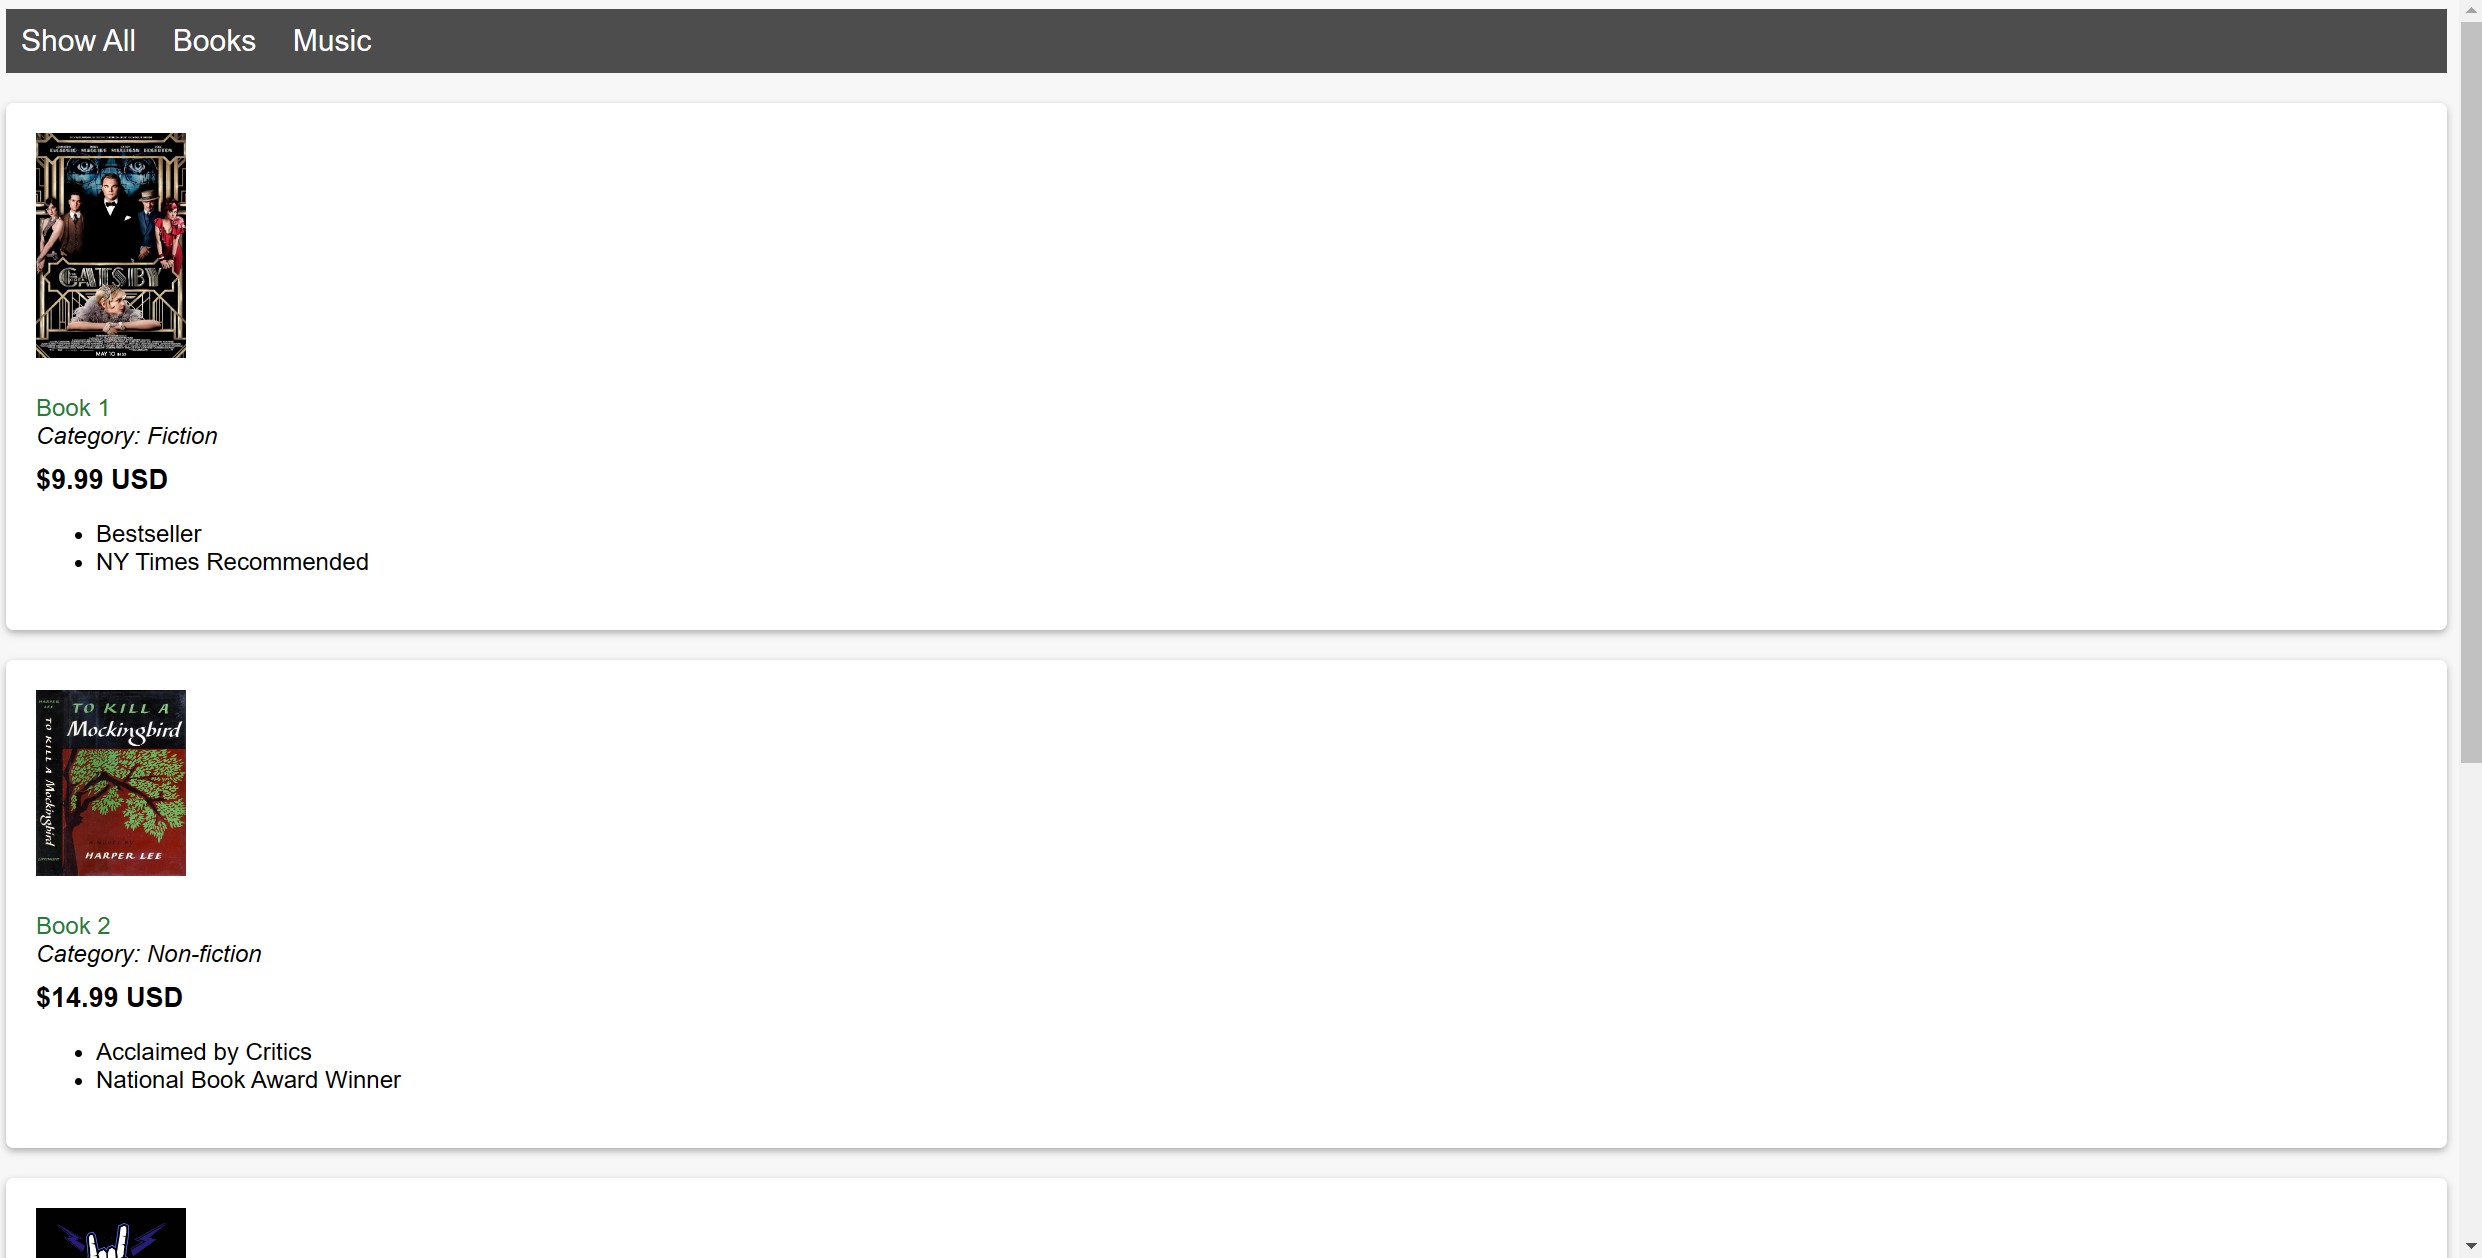 Show All Books Music
GATSBY
MAY 10
Book 1
Category: Fiction
$9.99 USD
• Bestseller
• NY Times Recommended
HARPER LEE
TO KILL A Mockingbird
TO KILL A
Mockingbird
HARPER LEE
Book 2
Category: Non-fiction
$14.99 USD
• Acclaimed by Critics
• National Book Award Winner